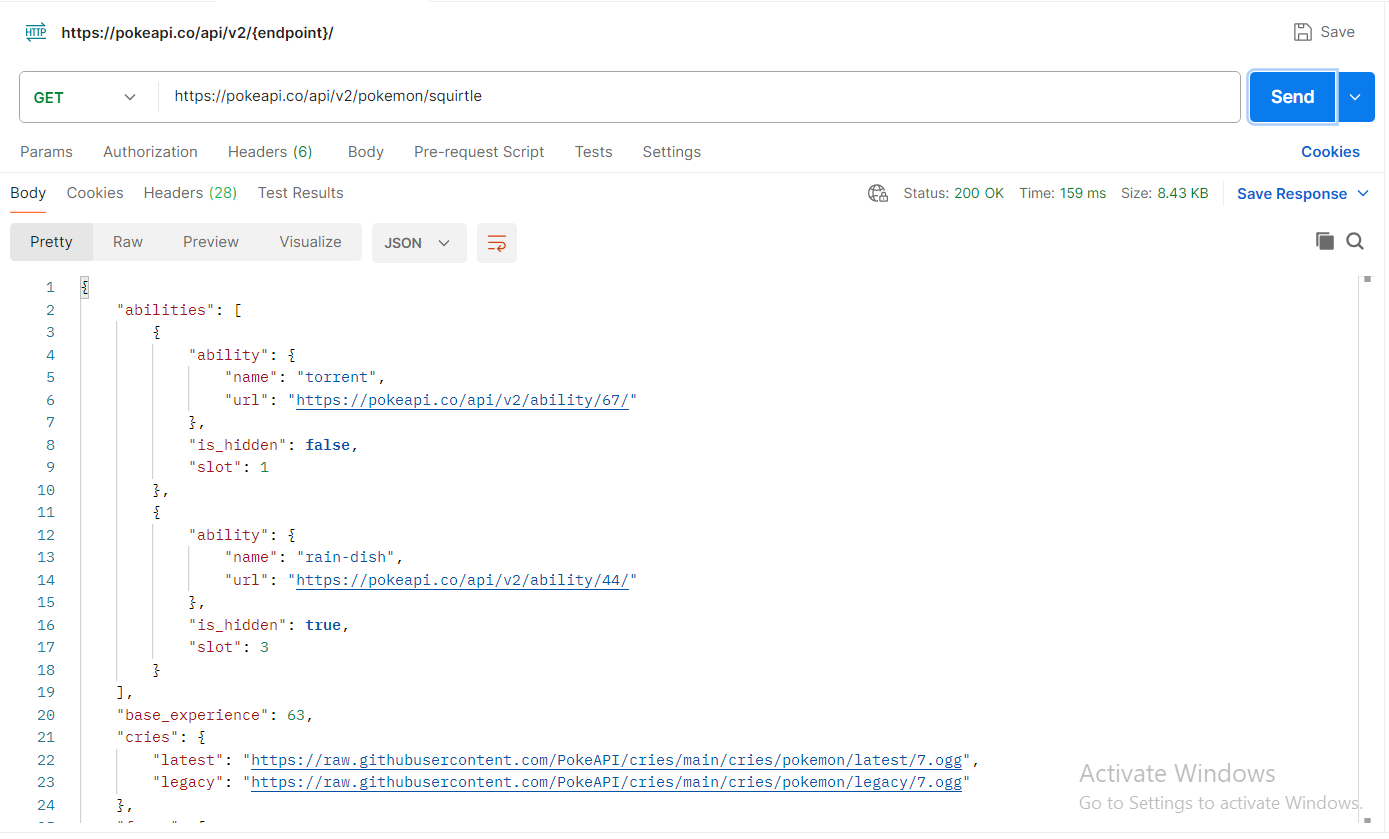 HTTP https://pokeapi.co/api/v2/{endpoint}/ Save
GET https://pokeapi.co/api/v2/pokemon/squirtle Send
Params Authorization Headers (6) Body Pre-request Script Tests Settings Cookies
Body Cookies Headers (28) Test Results Status: 200 OK Time: 159 ms Size: 8.43 KB Save Response
Pretty Raw Preview Visualize JSON
1 {
2 "abilities": [
3 {
4 "ability": {
5 "name": "torrent",
6 "url": "https://pokeapi.co/api/v2/ability/67/"
7 },
8 "is_hidden": false,
9 "slot": 1
10 },
11 {
12 "ability": {
13 "name": "rain-dish",
14 "url": "https://pokeapi.co/api/v2/ability/44/"
15 },
16 "is_hidden": true,
17 "slot": 3
18 }
19 ],
20 "base_experience": 63,
21 "cries": {
22 "latest": "https://raw.githubusercontent.com/PokeAPI/cries/main/cries/pokemon/latest/7.ogg",
23 "legacy": "https://raw.githubusercontent.com/PokeAPI/cries/main/cries/pokemon/legacy/7.ogg"
24 },
Activate Windows
Go to Settings to activate Windows.